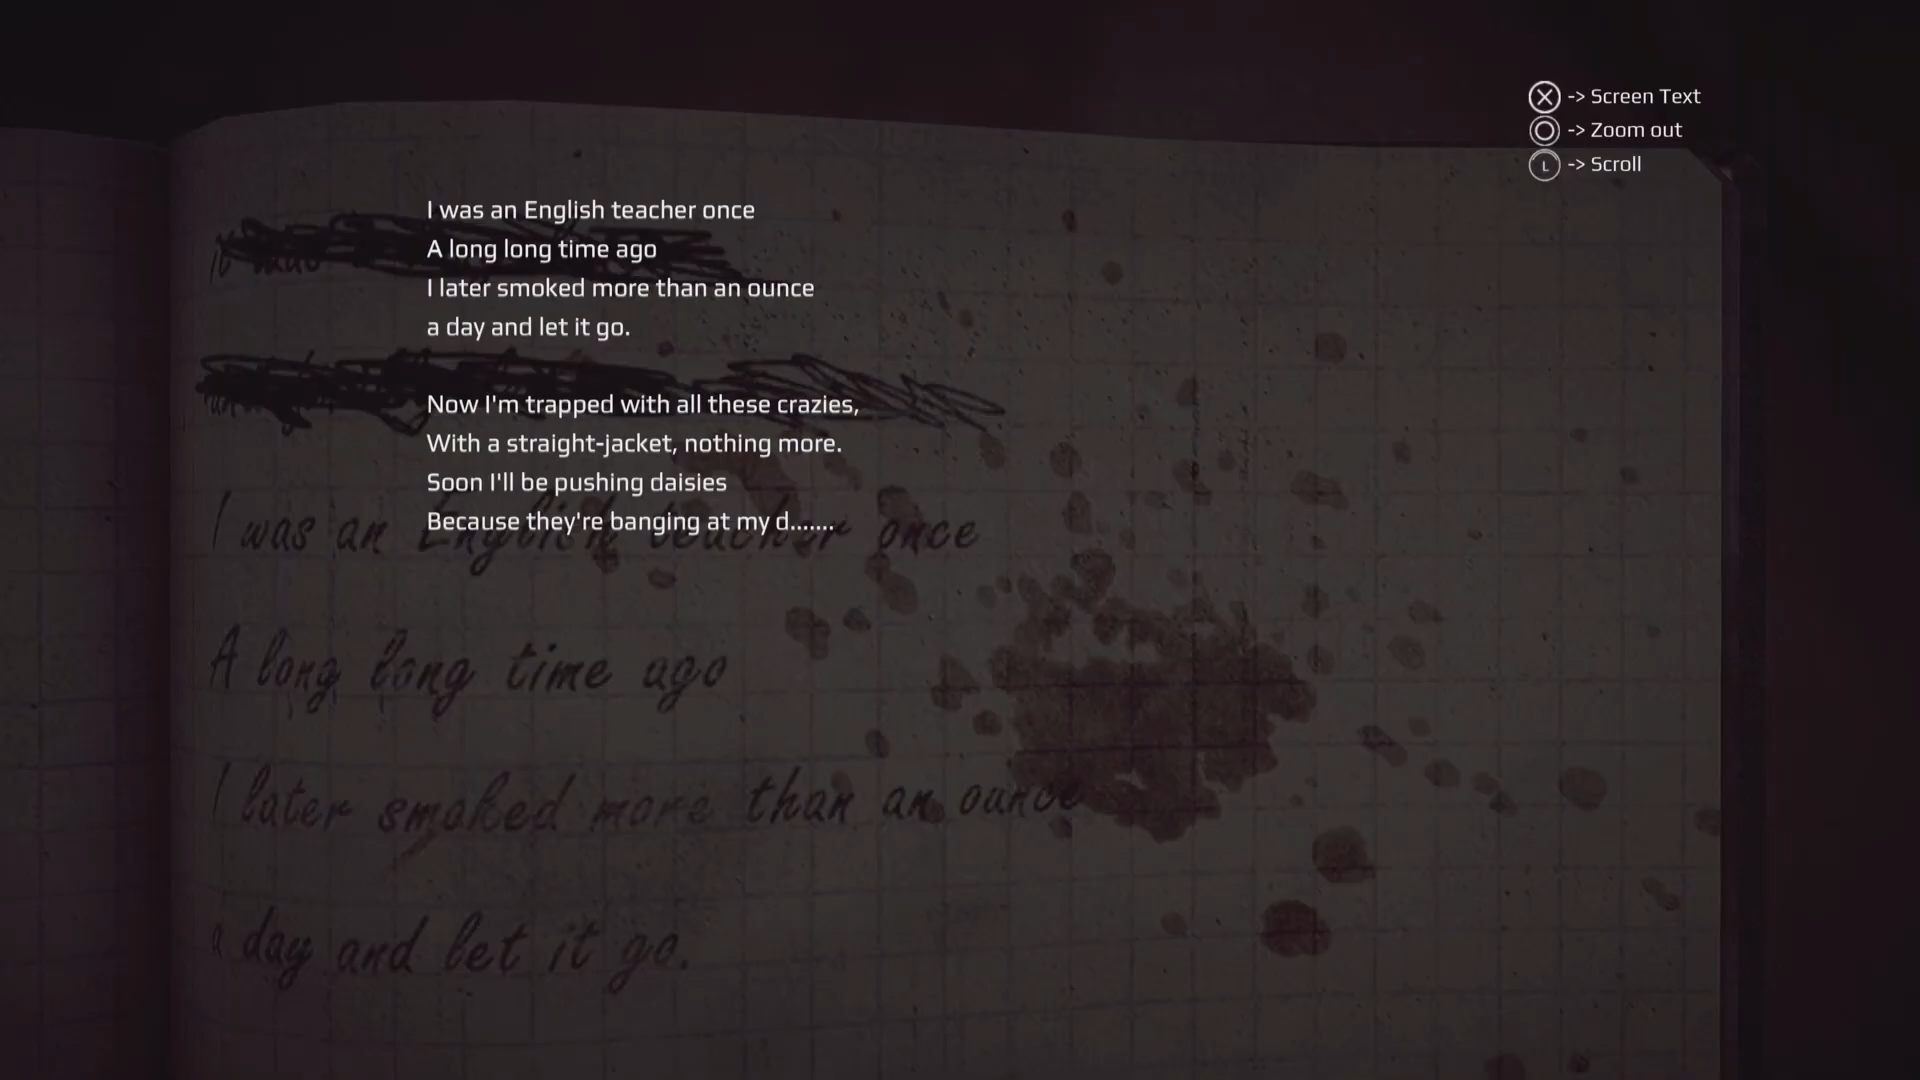 -> Screen Text
-> Zoom out
L -> Scroll
I was an English teacher once
A long long time ago
I later smoked more than an ounce
a day and let it go.
Now I'm trapped with all these crazies,
With a straight-jacket, nothing more.
Soon I'll be pushing daisies
Because they're banging at my d.......
I was an English teacher once
A long long time ago
I later smoked more than an ounce
a day and let it go.